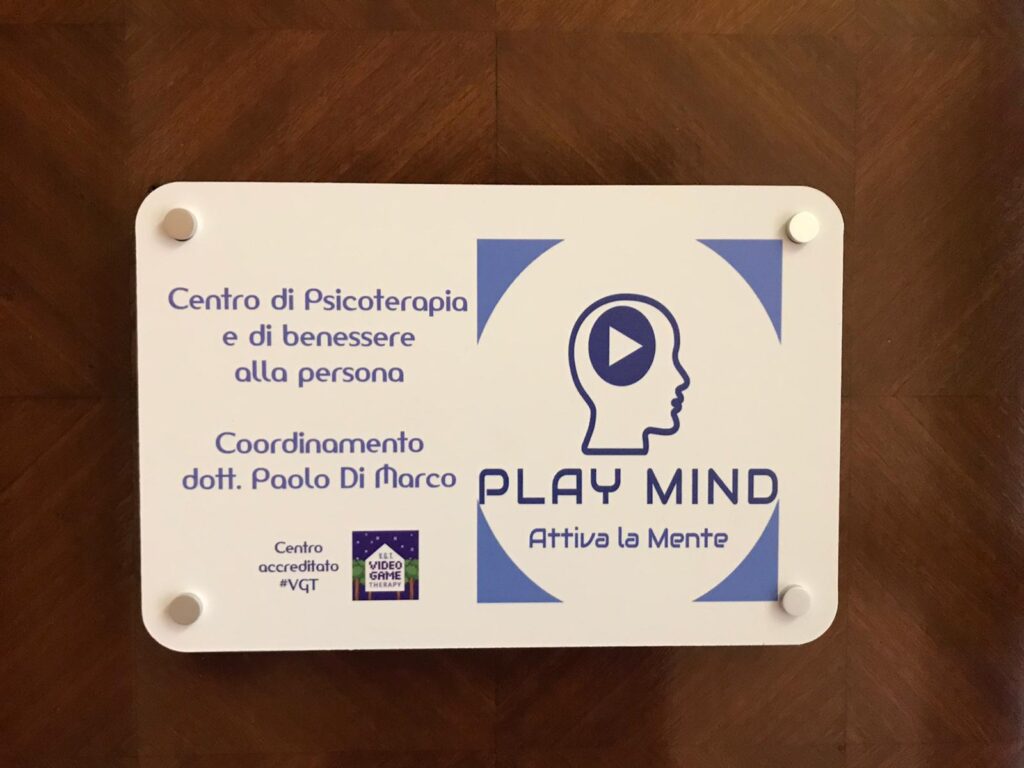 Centro di Psicoterapia
e di benessere
alla persona
Coordinamento
dott. Paolo Di Marco
Centro
accreditato
#VGT
V.G.T.
VIDEO
GAME
THERAPY
PLAY MIND
Attiva la Mente